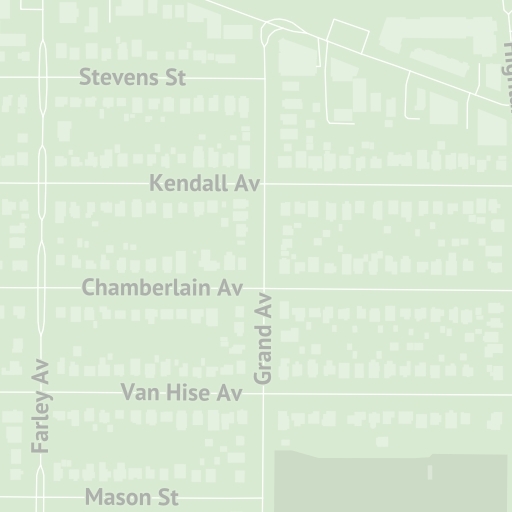 Stevens St
Kendall Av
Chamberlain Av
Grand Av
Van Hise Av
Farley Av
Mason St